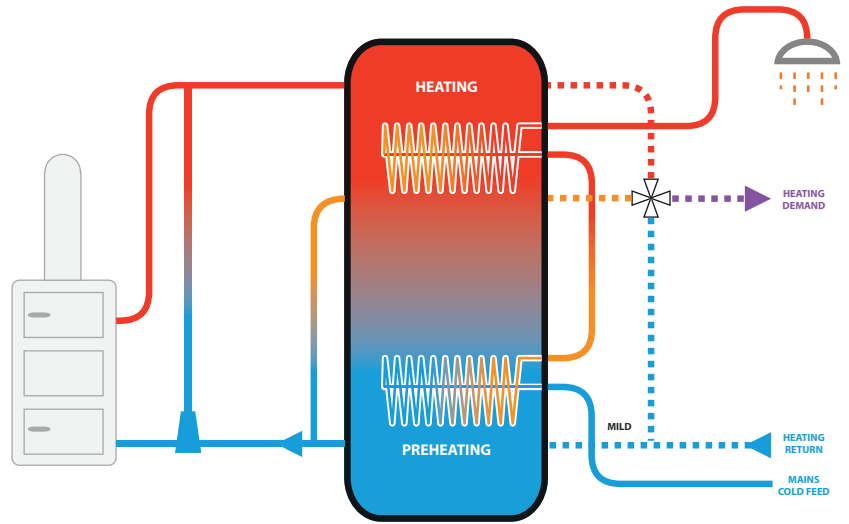 HEATING
HEATING
DEMAND
MILD
PREHEATING
HEATING
RETURN
MAINS
COLD FEED